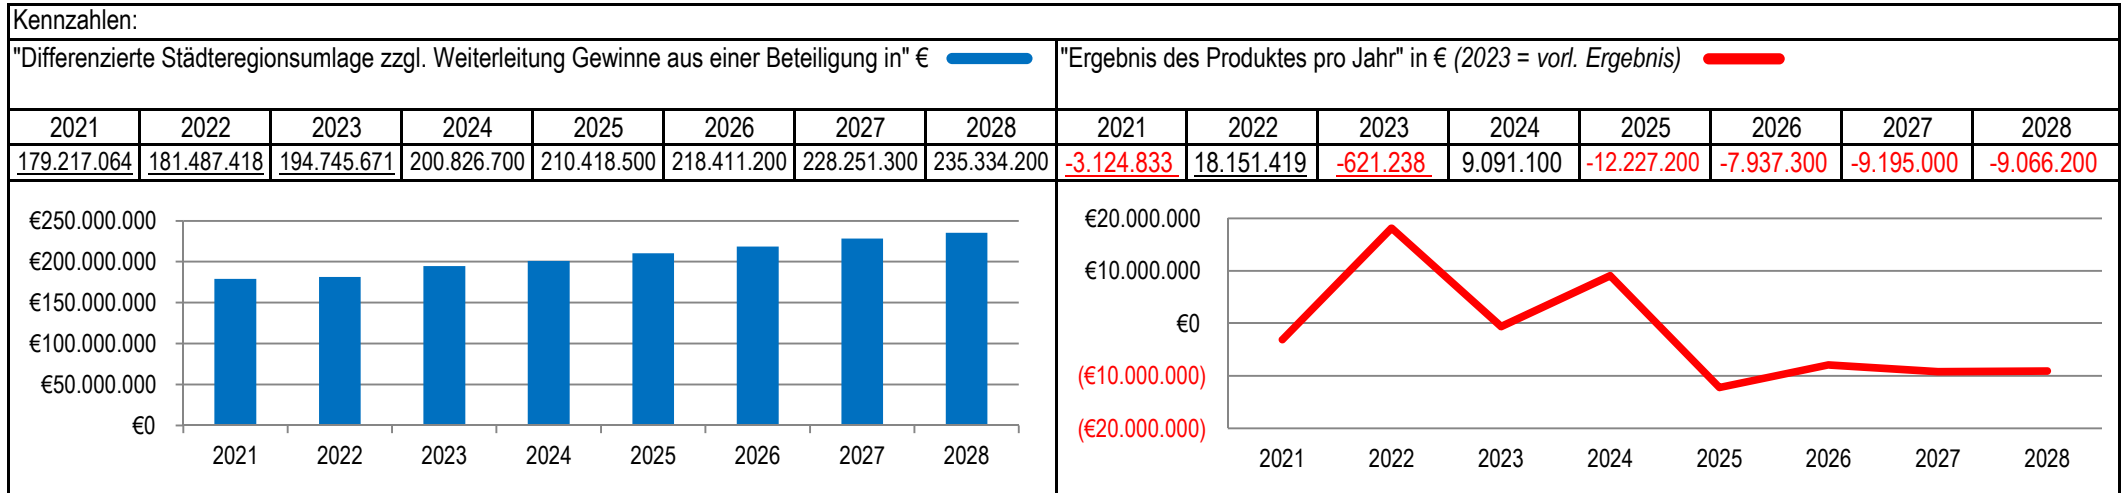 Kennzahlen:
"Differenzierte Städteregionsumlage zzgl. Weiterleitung Gewinne aus einer Beteiligung in" €
"Ergebnis des Produktes pro Jahr" in € (2023 = vorl. Ergebnis)
2021 2022 2023 2024 2025 2026 2027 2028 2021 2022 2023 2024 2025 2026 2027 2028
179.217.064 181.487.418 194.745.671 200.826.700 210.418.500 218.411.200 228.251.300 235.334.200 -3.124.833 18.151.419 -621.238 9.091.100 -12.227.200 -7.937.300 -9.195.000 -9.066.200
€250.000.000
€200.000.000
€150.000.000
€100.000.000
€50.000.000
€0
2021 2022 2023 2024 2025 2026 2027 2028
€20.000.000
€10.000.000
€0
(€10.000.000)
(€20.000.000)
2021 2022 2023 2024 2025 2026 2027 2028